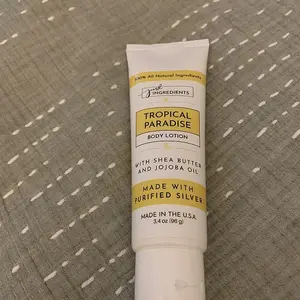 100% All Natural Ingredients
Just
INGREDIENTS
TROPICAL
PARADISE
BODY LOTION
WITH SHEA BUTTER
AND JOJOBA OIL
MADE WITH
PURIFIED SILVER
MADE IN THE U.S.A.
3.4 oz (96 g)